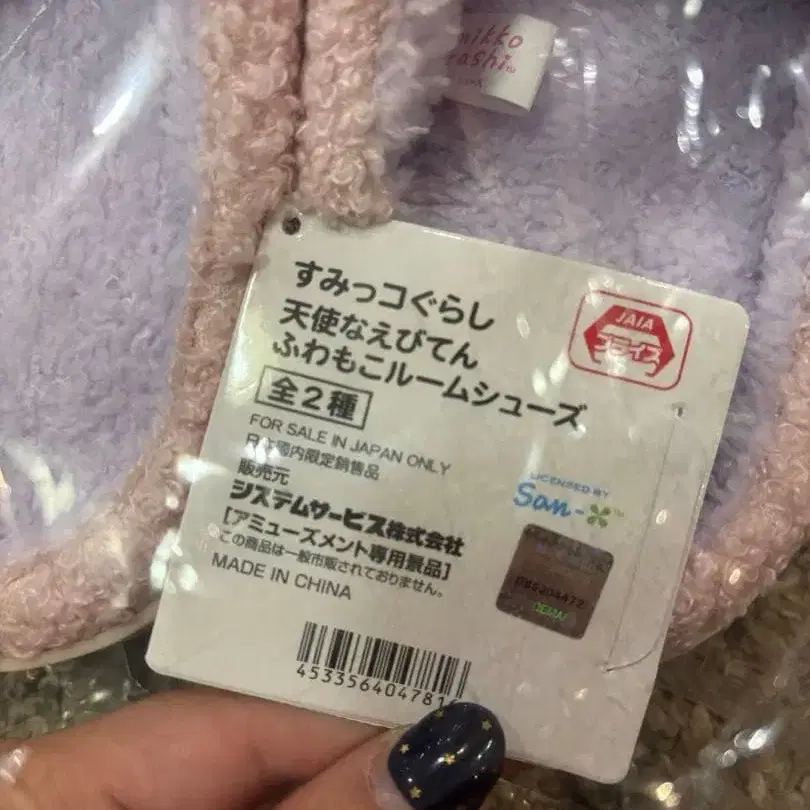 すみっコぐらし
天使なえびてん
ふわもこルームシューズ
全2種
JAIA
プライズ
FOR SALE IN JAPAN ONLY
日本國内限定銷售品
販売元
システムサービス株式会社
[アミューズメント専用景品]
この商品は一般市販されておりません。
MADE IN CHINA
LICENSED BY
San-X
453356404781